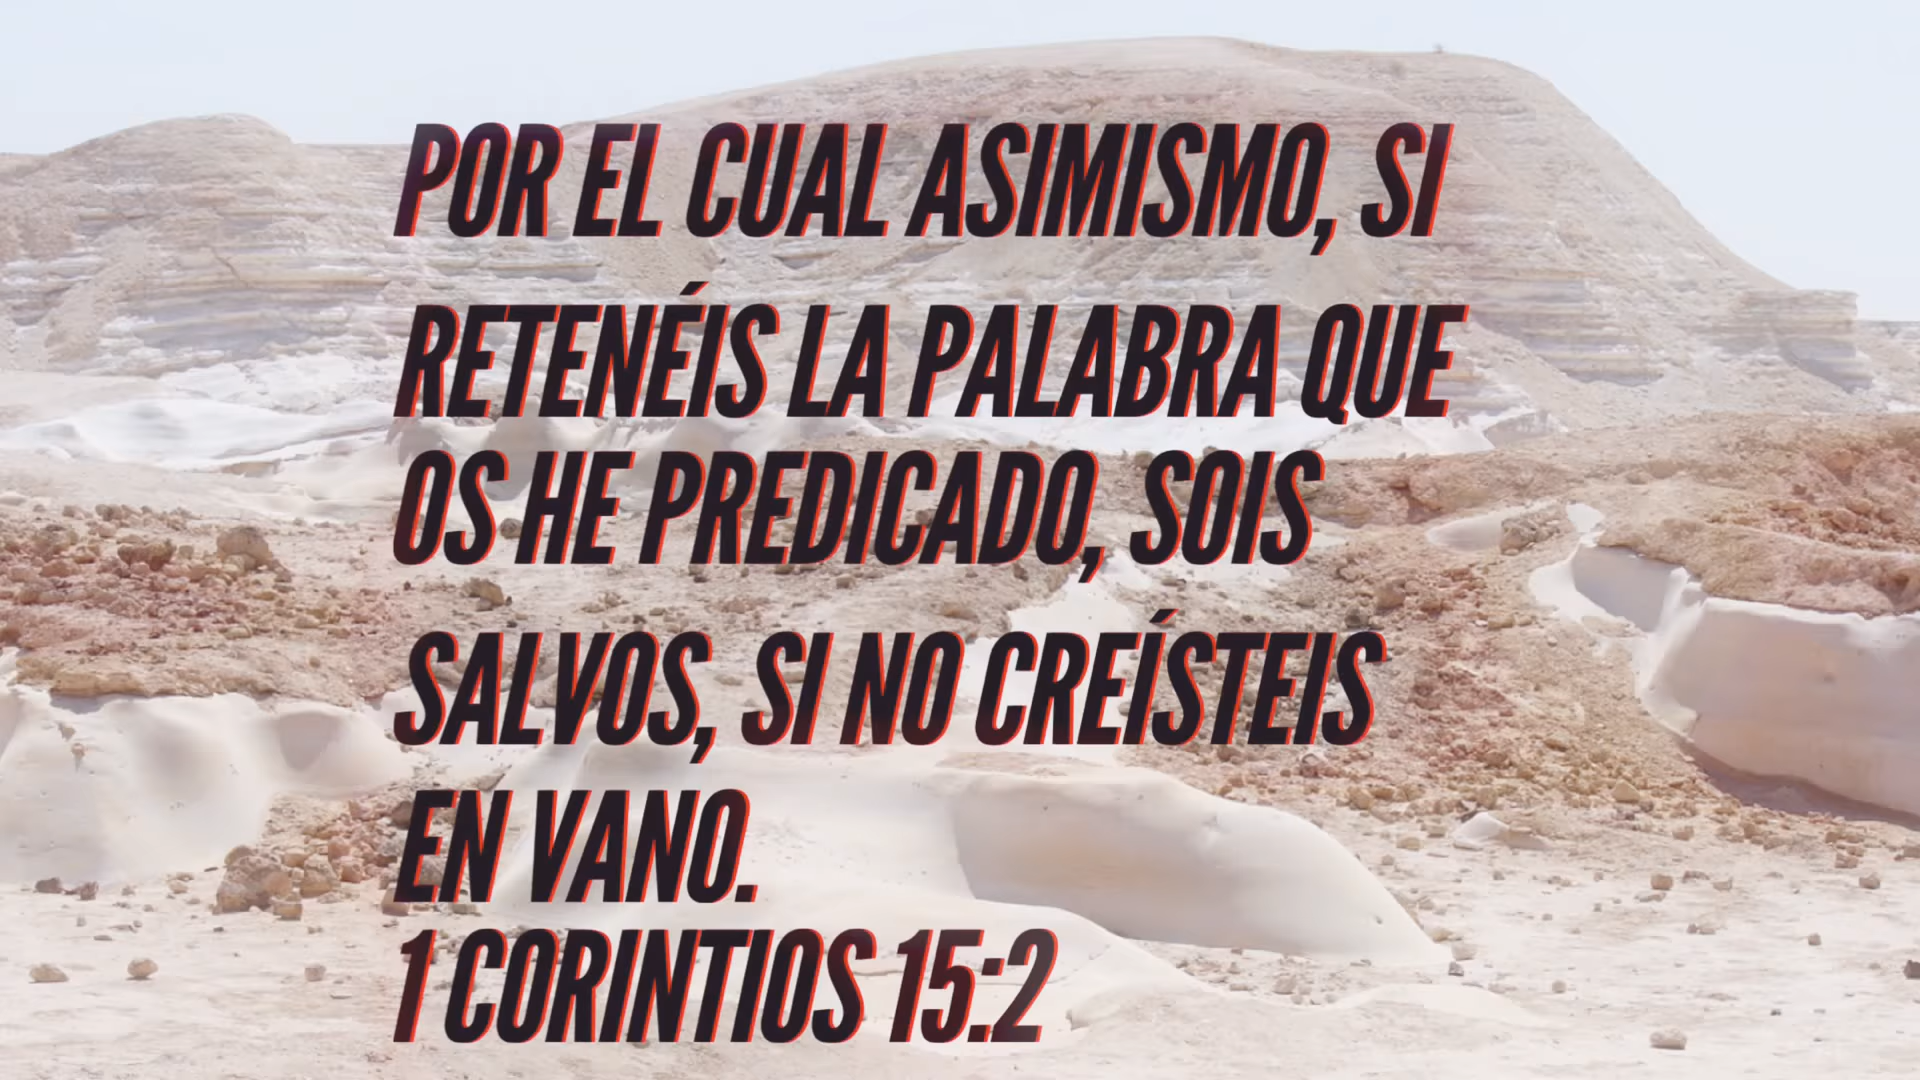 POR EL CUAL ASIMISMO, SI
RETENÉIS LA PALABRA QUE
OS HE PREDICADO, SOIS
SALVOS, SI NO CREÍSTEIS
EN VANO.
1 CORINTIOS 15:2